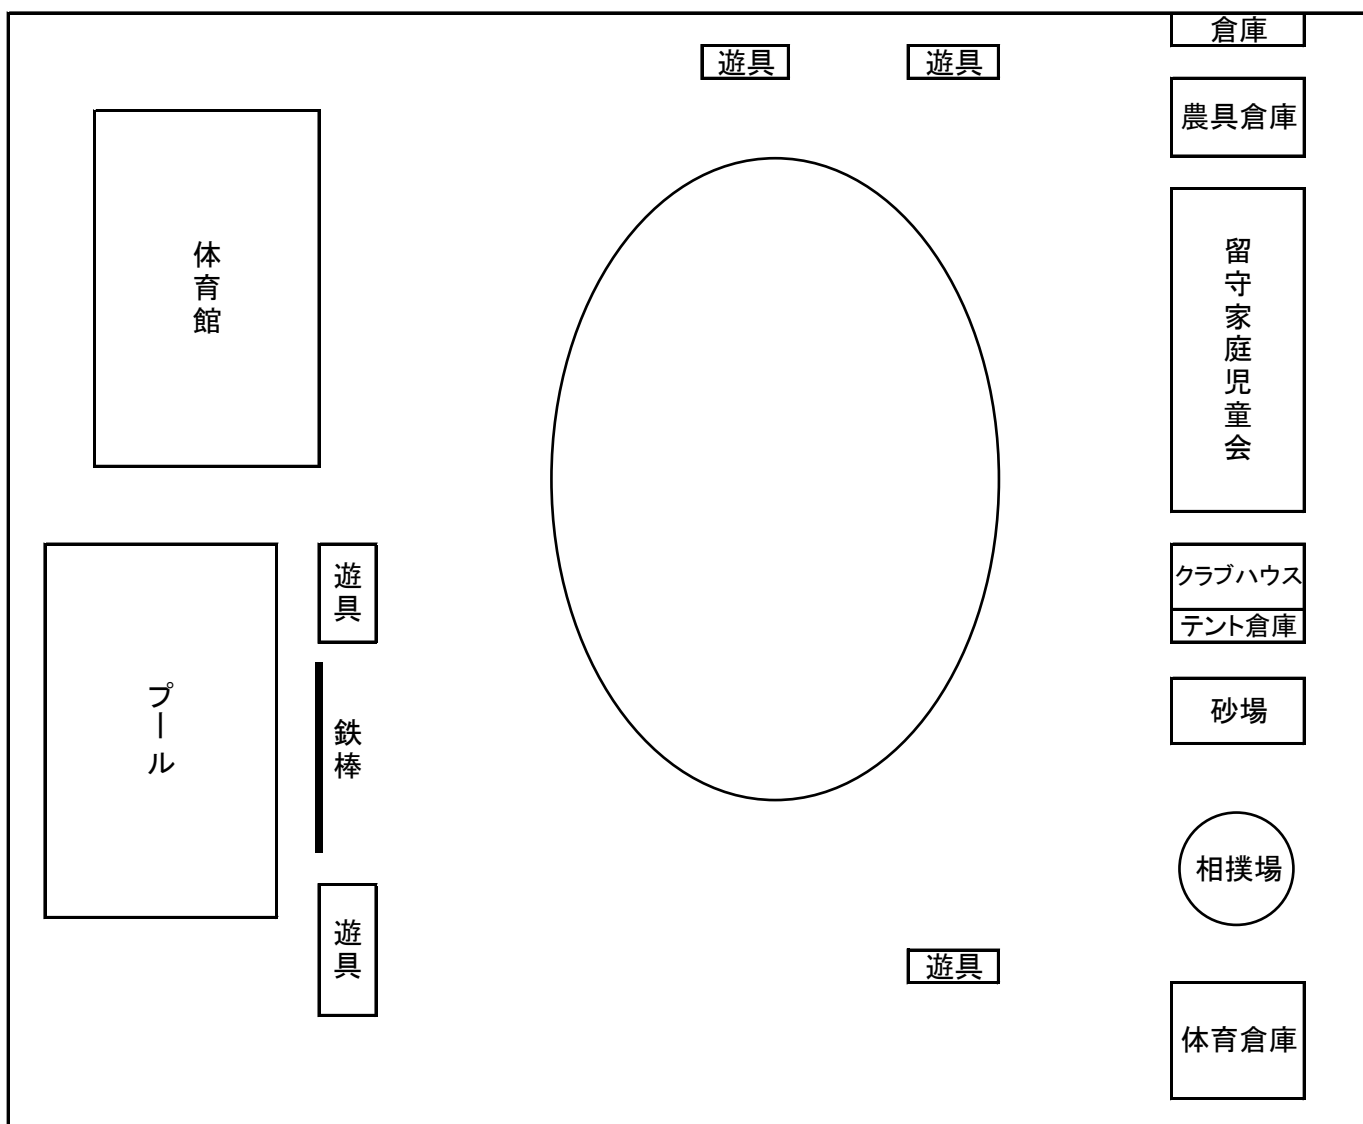 倉庫
遊具
遊具
農具倉庫
体育館
留守家庭児童会
遊具
クラブハウス
テント倉庫
プール
鉄棒
砂場
相撲場
遊具
遊具
体育倉庫